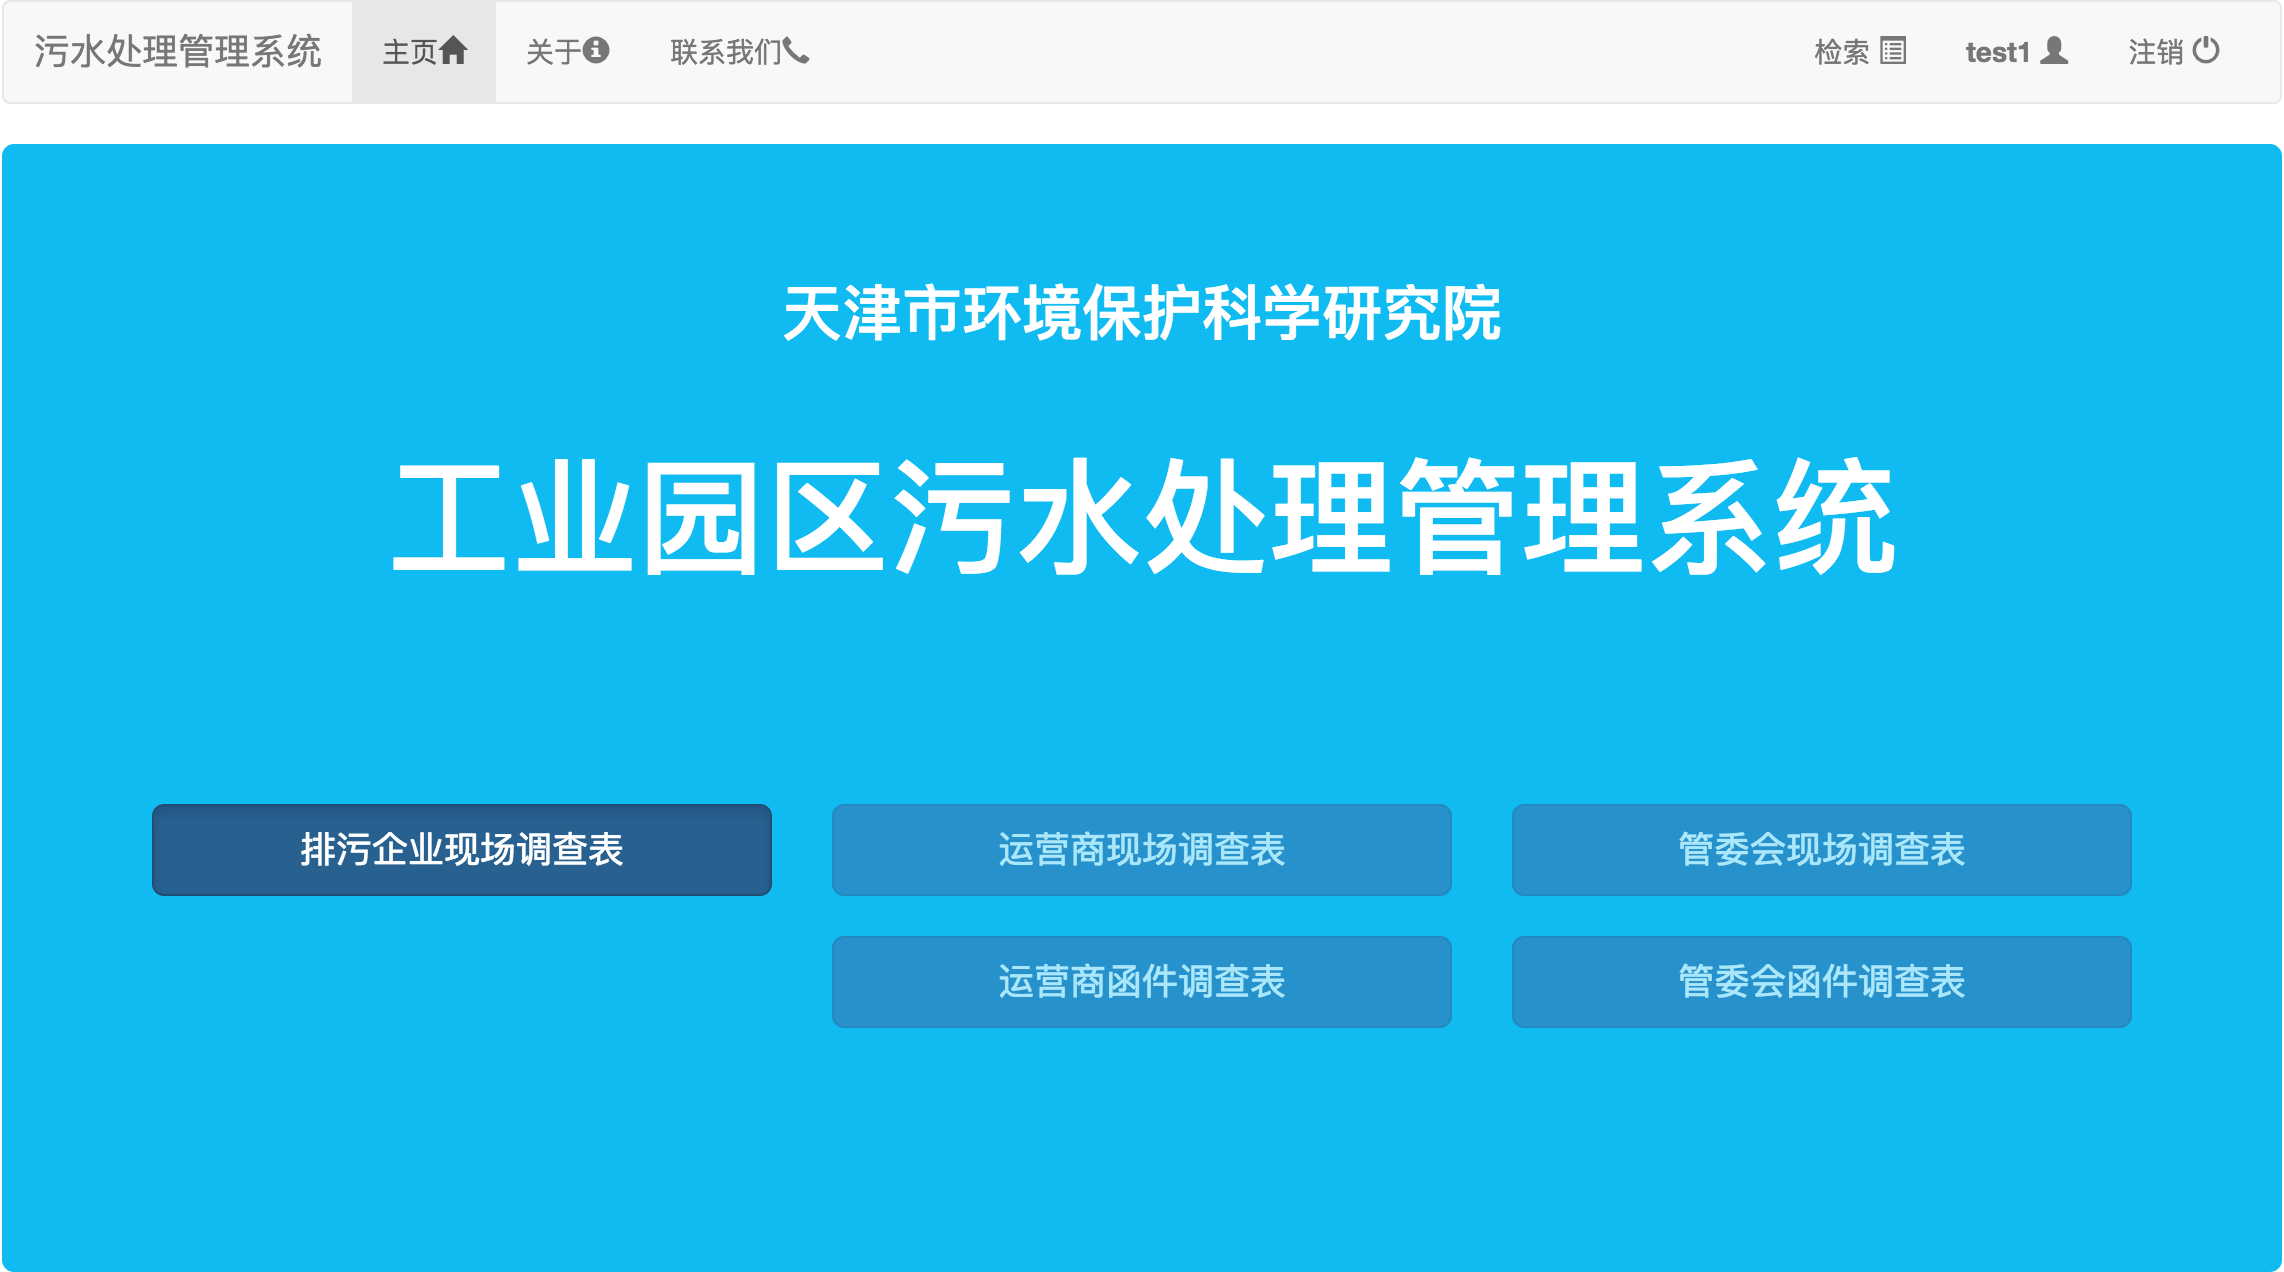 污水处理管理系统 主页 关于 联系我们 检索 test1 注销
天津市环境保护科学研究院
工业园区污水处理管理系统
排污企业现场调查表 运营商现场调查表 管委会现场调查表
运营商函件调查表 管委会函件调查表